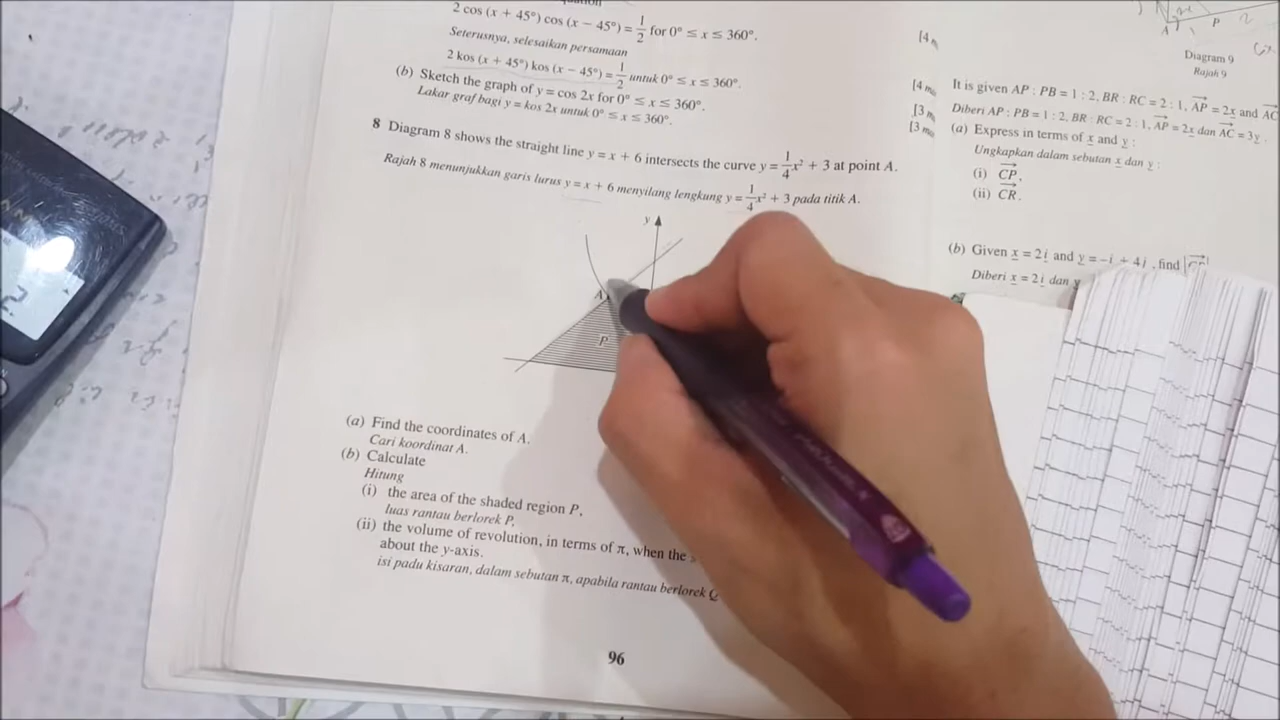 2 cos (x + 45°) cos (x − 45°) = 1/2 for 0° ≤ x ≤ 360°.
Seterusnya, selesaikan persamaan
2 kos (x + 45°) kos (x − 45°) = 1/2 untuk 0° ≤ x ≤ 360°.
(b) Sketch the graph of y = cos 2x for 0° ≤ x ≤ 360°.
Lakar graf bagi y = kos 2x untuk 0° ≤ x ≤ 360°.
[4
[4
[3
[3
8 Diagram 8 shows the straight line y = x + 6 intersects the curve y = 1/4 x² + 3 at point A.
Rajah 8 menunjukkan garis lurus y = x + 6 menyilang lengkung y = 1/4 x² + 3 pada titik A.
y
A
P
(a) Find the coordinates of A.
Cari koordinat A.
(b) Calculate
Hitung
(i) the area of the shaded region P,
luas rantau berlorek P,
(ii) the volume of revolution, in terms of π, when the
about the y-axis.
isi padu kisaran, dalam sebutan π, apabila rantau berlorek Q
96
A
P
Diagram 9
Rajah 9
It is given AP : PB = 1 : 2, BR : RC = 2 : 1, AP = 2x and AC
Diberi AP : PB = 1 : 2, BR : RC = 2 : 1, AP = 2x dan AC = 3y.
(a) Express in terms of x and y :
Ungkapkan dalam sebutan x dan y :
(i) CP,
(ii) CR.
(b) Given x = 2i and y = −i + 4j, find
Diberi x = 2i dan y